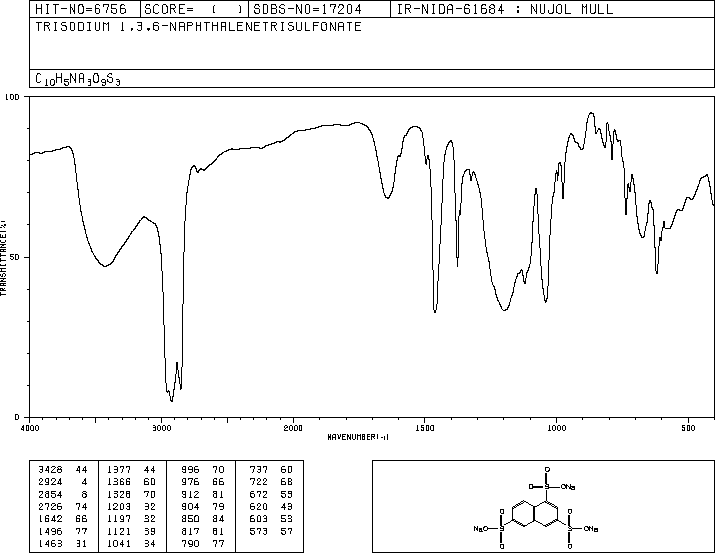 HIT-NO=6756 SCORE= ( ) SDBS-NO=17204 IR-NIDA-61684 : NUJOL MULL
TRISODIUM 1,3,6-NAPHTHALENETRISULFONATE
C10H5NA3O9S3
100
50
0
TRANSMITTANCE(%)
4000 3000 2000 1500 1000 500
WAVENUMBER(-1)
3428 44 1377 44 996 70 737 60
2924 4 1366 60 976 66 722 68
2854 8 1328 70 912 81 672 59
2726 74 1203 32 904 79 620 43
1642 66 1197 32 850 84 603 53
1496 77 1121 39 817 81 573 57
1463 31 1041 34 790 77
O
O S ONa
O O
NaO S S ONa
O O